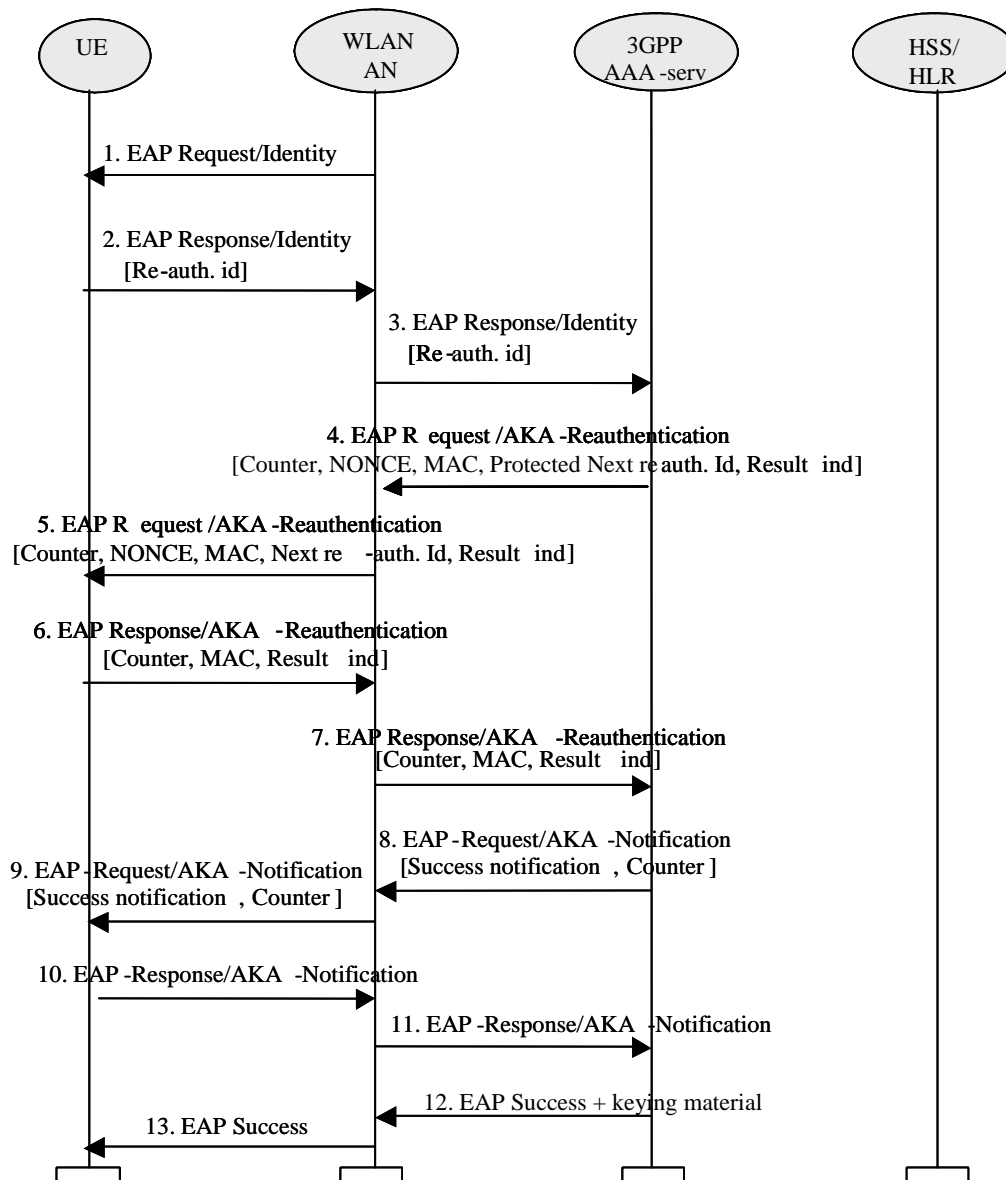 UE
WLAN
AN
3GPP
AAA-serv
HSS/
HLR
1. EAP Request/Identity
2. EAP Response/Identity
[Re-auth. id]
3. EAP Response/Identity
[Re-auth. id]
4. EAP Request/AKA-Reauthentication
[Counter, NONCE, MAC, Protected Next reauth. Id, Result ind]
5. EAP Request/AKA-Reauthentication
[Counter, NONCE, MAC, Next re-auth. Id, Result ind]
6. EAP Response/AKA-Reauthentication
[Counter, MAC, Result ind]
7. EAP Response/AKA-Reauthentication
[Counter, MAC, Result ind]
8. EAP-Request/AKA-Notification
[Success notification, Counter]
9. EAP-Request/AKA-Notification
[Success notification, Counter]
10. EAP-Response/AKA-Notification
11. EAP-Response/AKA-Notification
12. EAP Success + keying material
13. EAP Success